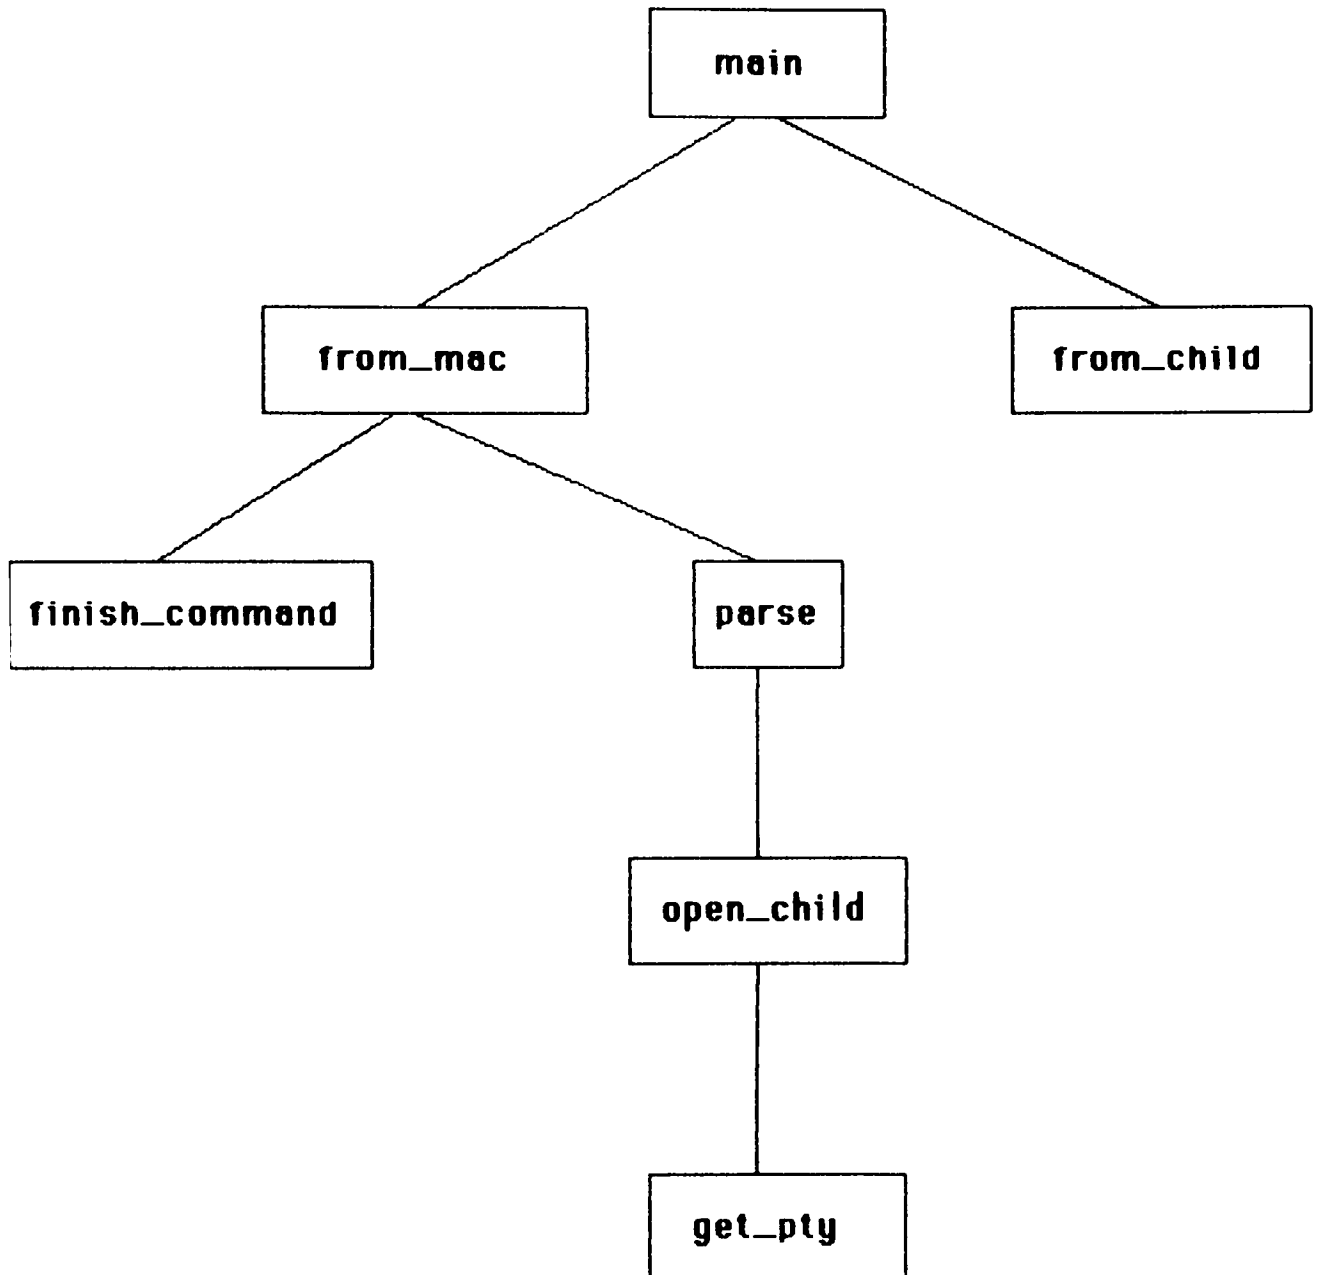 main
from_mac
from_child
finish_command
parse
open_child
get_pty